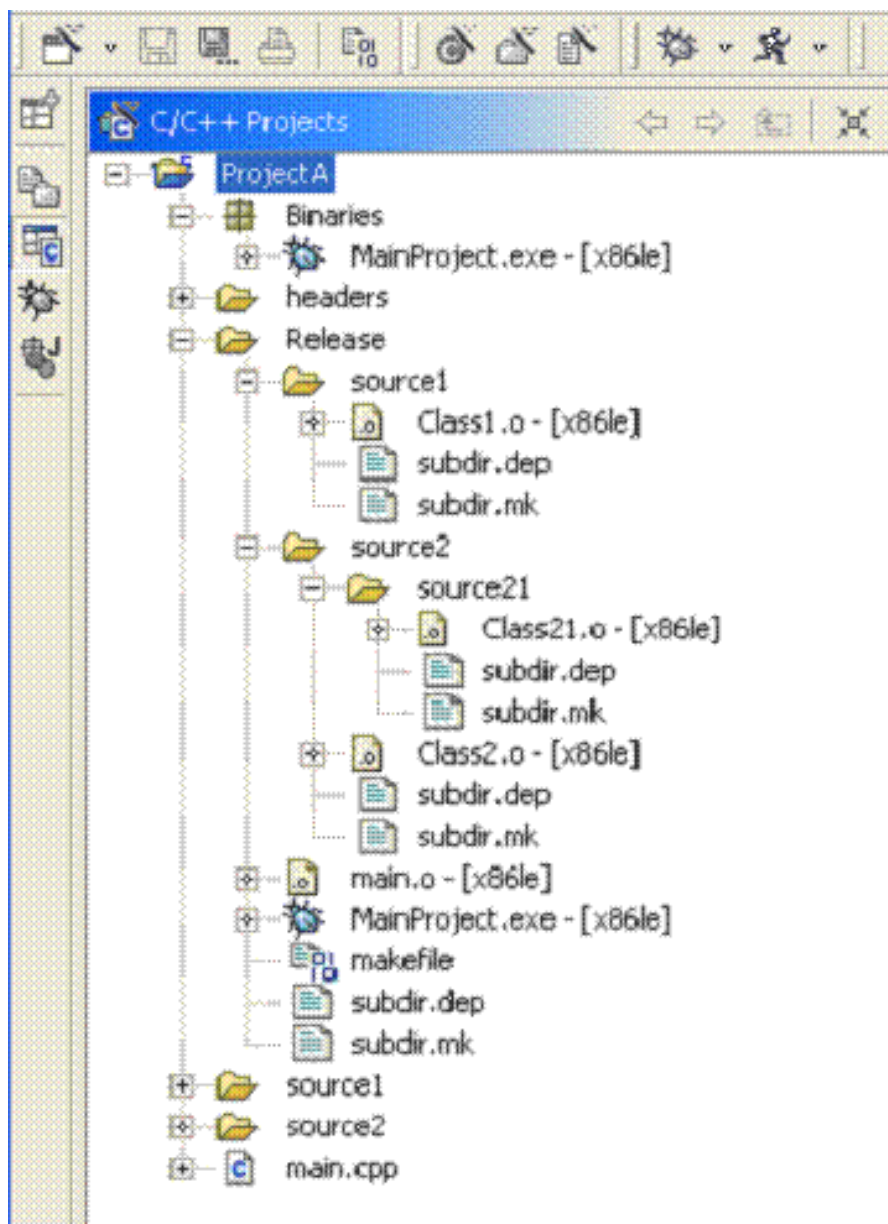 C/C++ Projects
ProjectA
Binaries
MainProject.exe - [x86le]
headers
Release
source1
Class1.o - [x86le]
subdir.dep
subdir.mk
source2
source21
Class21.o - [x86le]
subdir.dep
subdir.mk
Class2.o - [x86le]
subdir.dep
subdir.mk
main.o - [x86le]
MainProject.exe - [x86le]
makefile
subdir.dep
subdir.mk
source1
source2
main.cpp